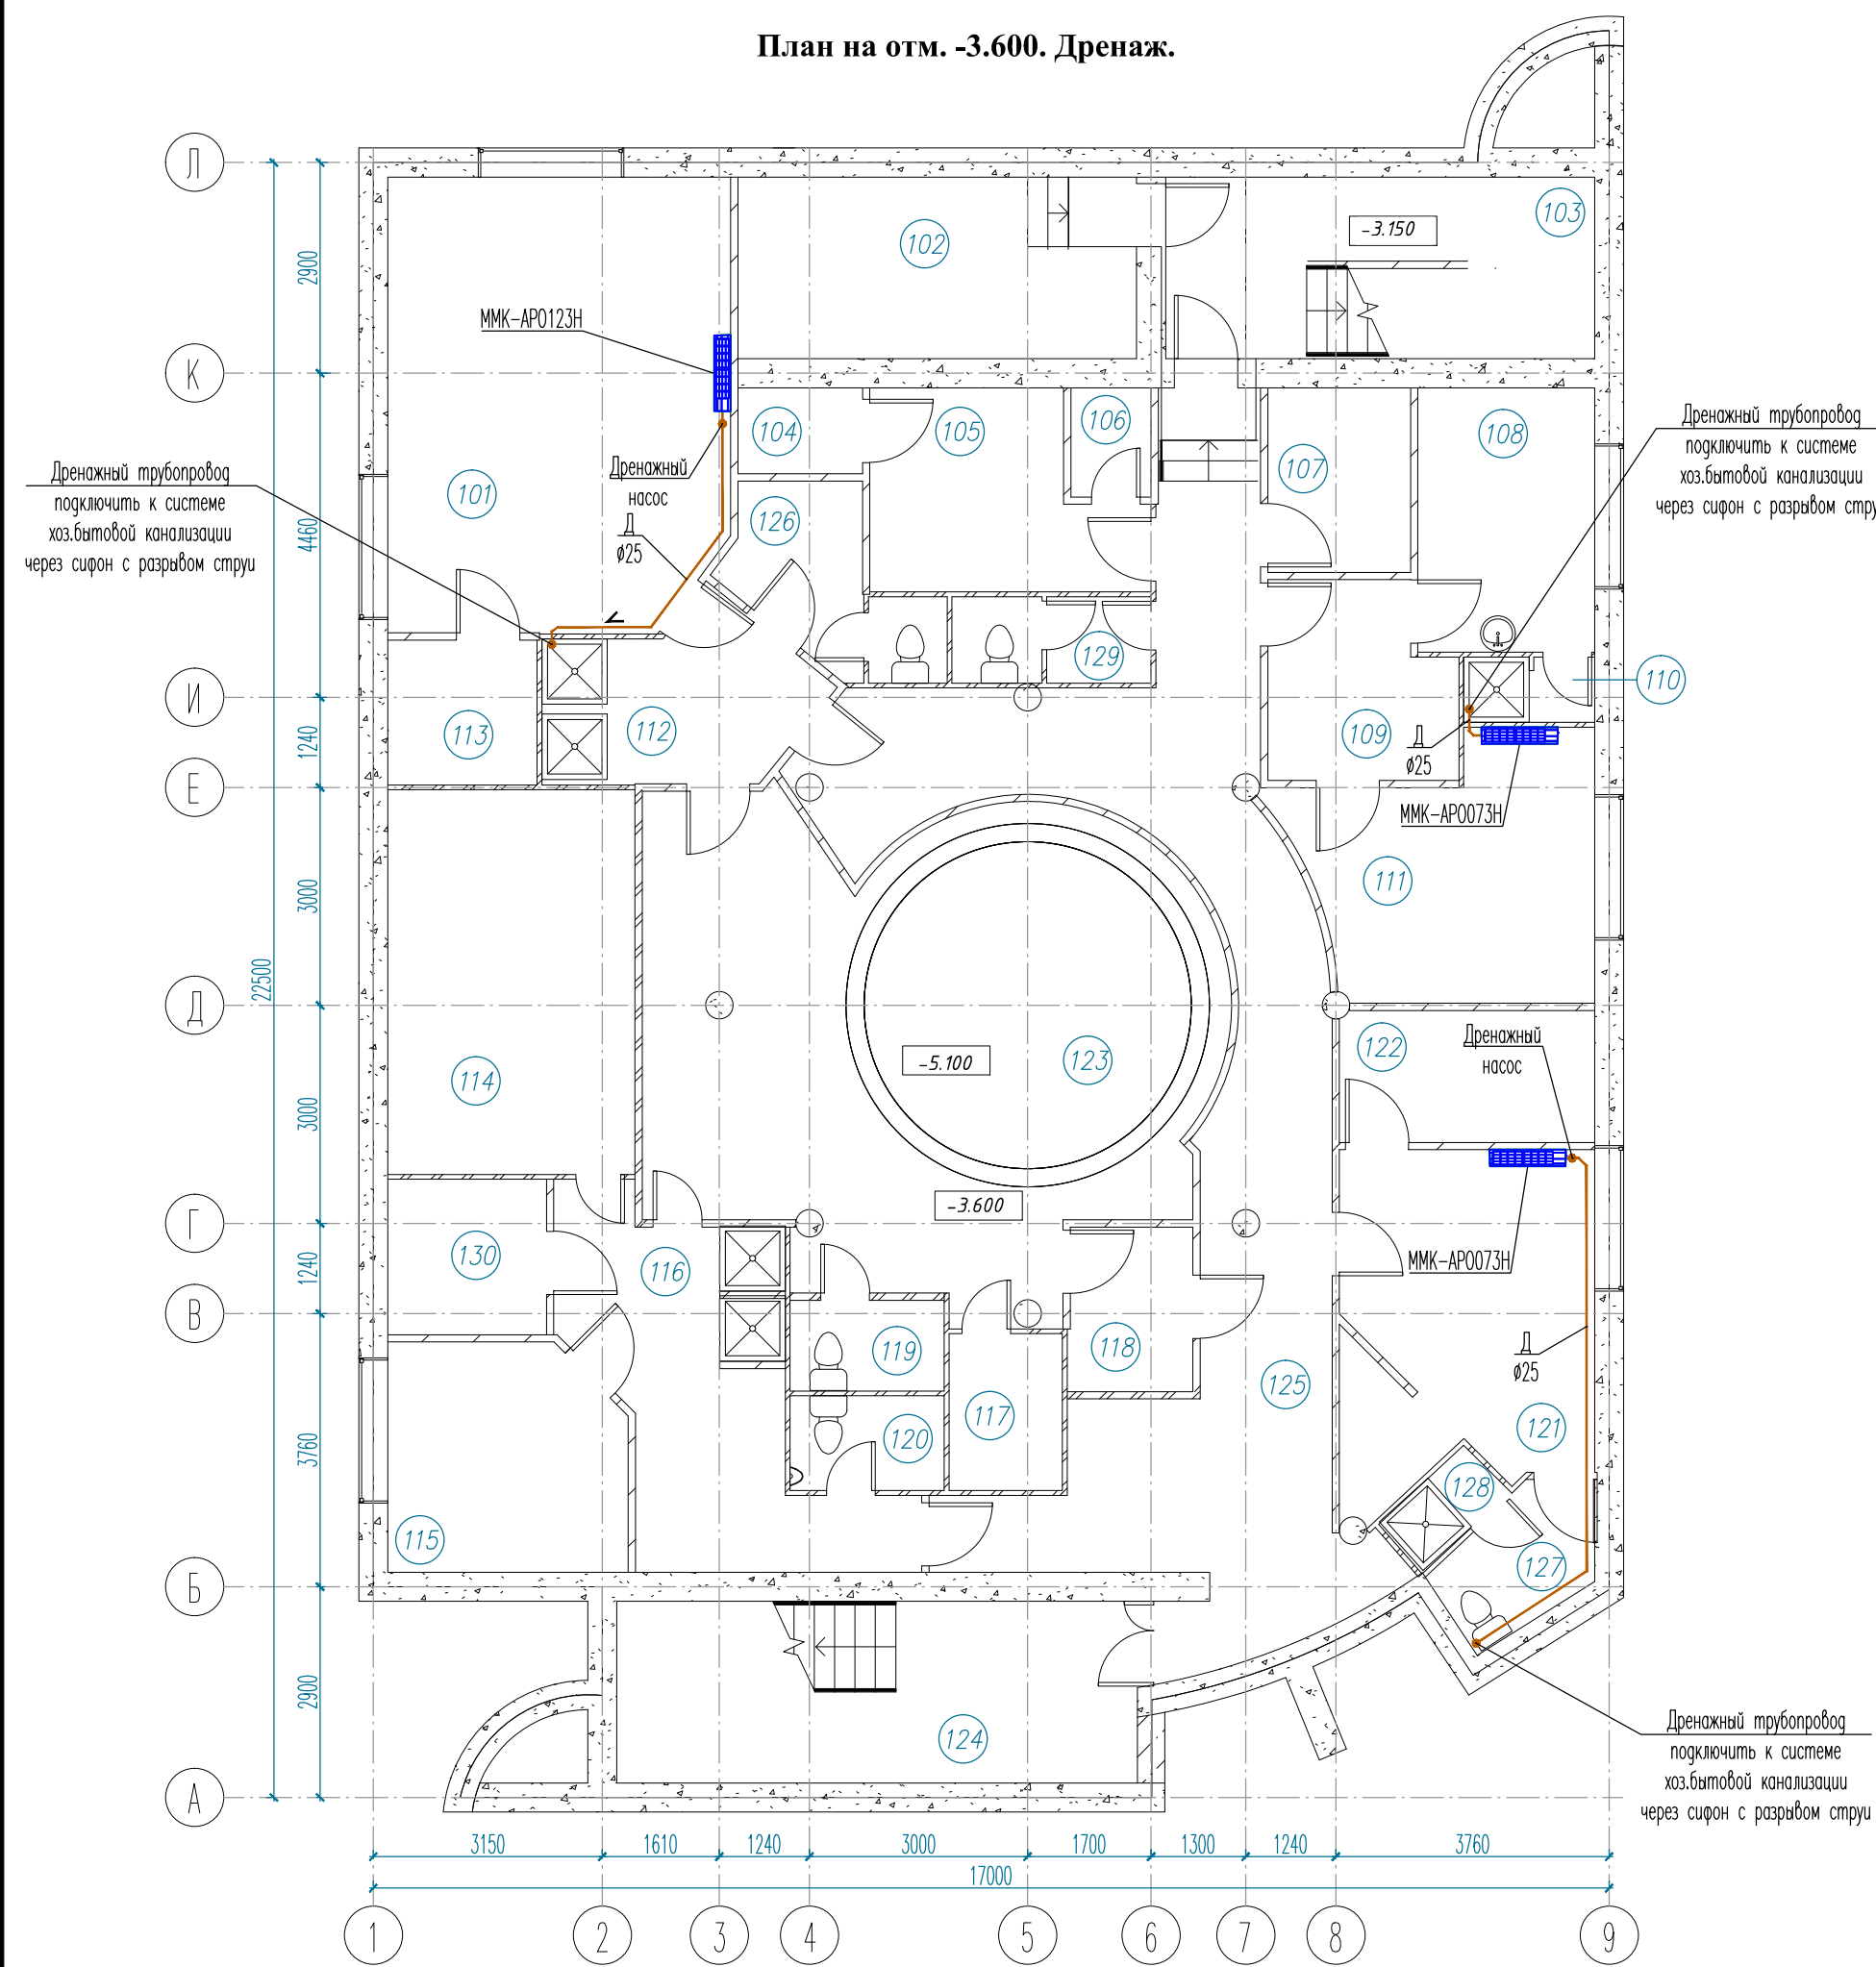 План на отм. -3.600. Дренаж.
Л
К
И
Е
Д
Г
В
Б
А
2900
4460
1240
3000
3000
1240
3760
2900
22500
103
-3.150
102
ММК-АР0123Н
Дренажный трубопровод
подключить к системе
хоз.бытовой канализации
через сифон с разрывом струи
101
Дренажный
насос
Д
ø25
104
105
106
107
108
Дренажный трубопровод
подключить к системе
хоз.бытовой канализации
через сифон с разрывом стру
126
129
110
113
112
109
Д
ø25
ММК-АР0073Н
111
114
-5.100
123
122
Дренажный
насос
-3.600
130
116
ММК-АР0073Н
119
118
125
Д
ø25
117
120
121
128
115
127
124
Дренажный трубопровод
подключить к системе
хоз.бытовой канализации
через сифон с разрывом струи
3150
1610
1240
3000
1700
1300
1240
3760
17000
1
2
3
4
5
6
7
8
9